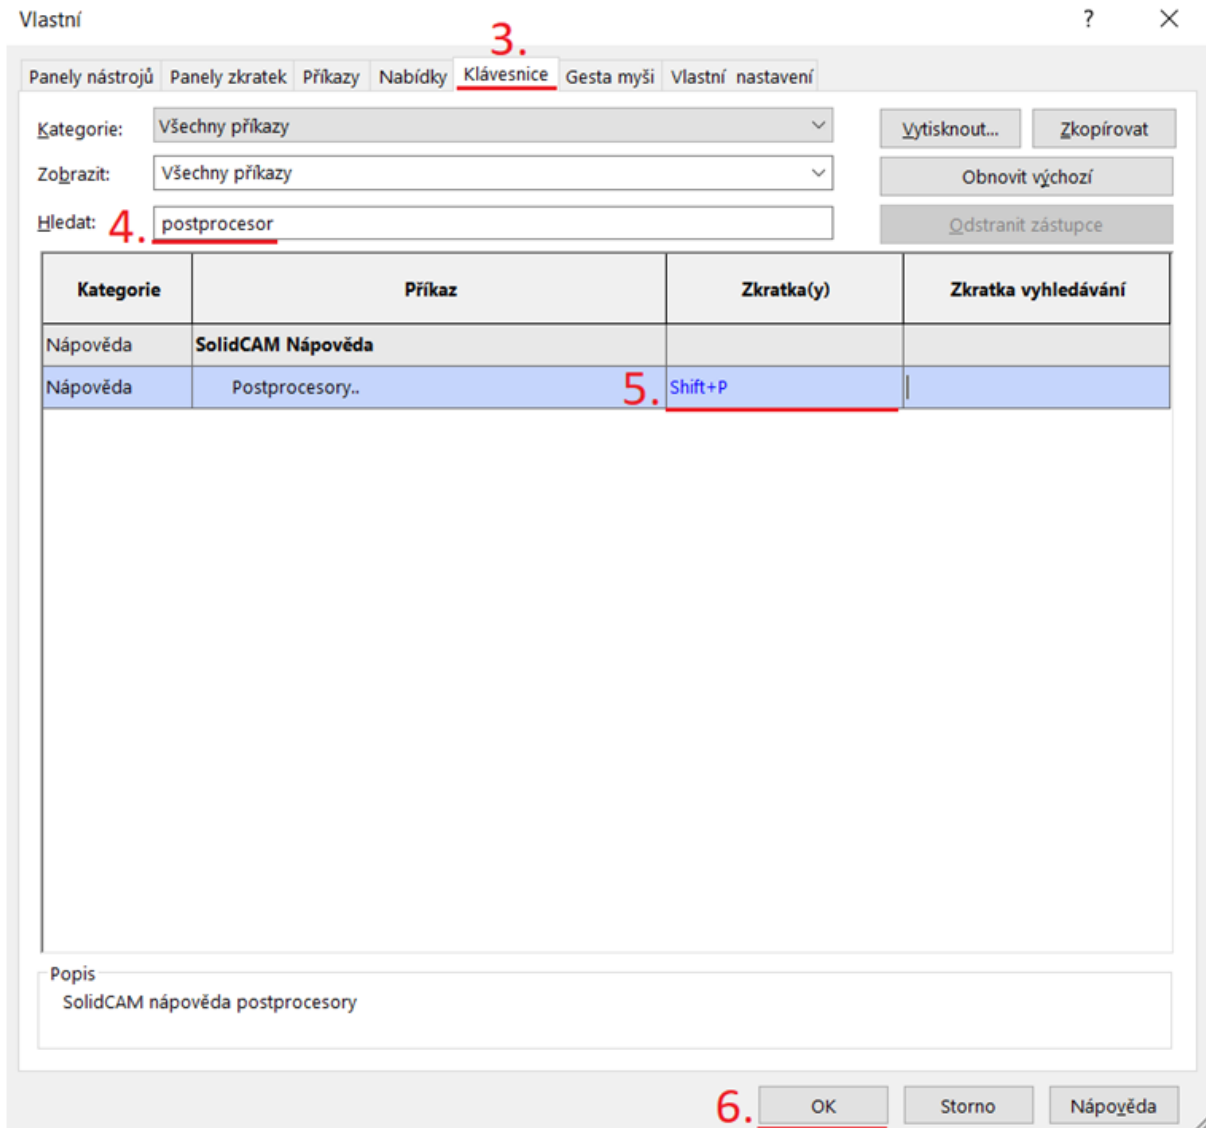 Vlastní
?
3.
Panely nástrojů Panely zkratek Příkazy Nabídky Klávesnice Gesta myši Vlastní nastavení
Kategorie: Všechny příkazy Vytisknout... Zkopírovat
Zobrazit: Všechny příkazy Obnovit výchozí
Hledat: 4. postprocesor Odstranit zástupce
Kategorie Příkaz Zkratka(y) Zkratka vyhledávání
Nápověda SolidCAM Nápověda
Nápověda Postprocesory.. 5. Shift+P
Popis
SolidCAM nápověda postprocesory
6. OK Storno Nápověda